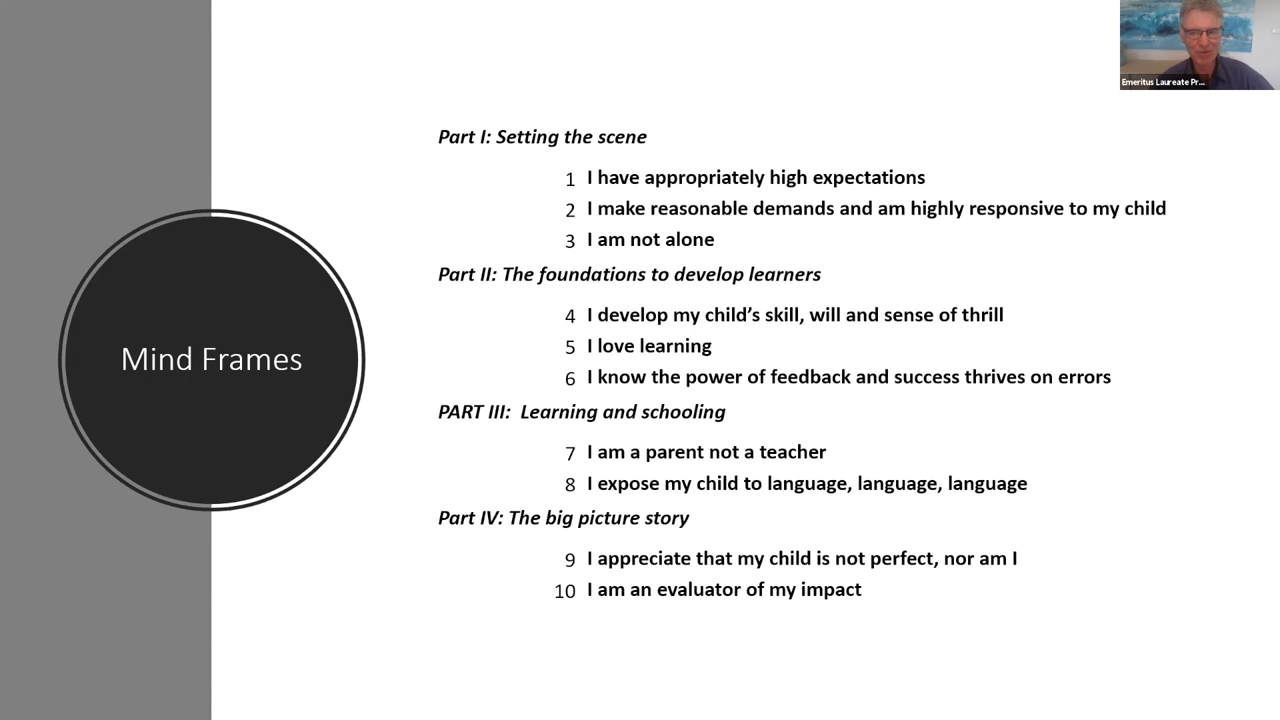 Emeritus Laureate Pr...
Part I: Setting the scene
1 I have appropriately high expectations
2 I make reasonable demands and am highly responsive to my child
3 I am not alone
Part II: The foundations to develop learners
4 I develop my child’s skill, will and sense of thrill
5 I love learning
6 I know the power of feedback and success thrives on errors
PART III: Learning and schooling
7 I am a parent not a teacher
8 I expose my child to language, language, language
Part IV: The big picture story
9 I appreciate that my child is not perfect, nor am I
10 I am an evaluator of my impact
Mind Frames